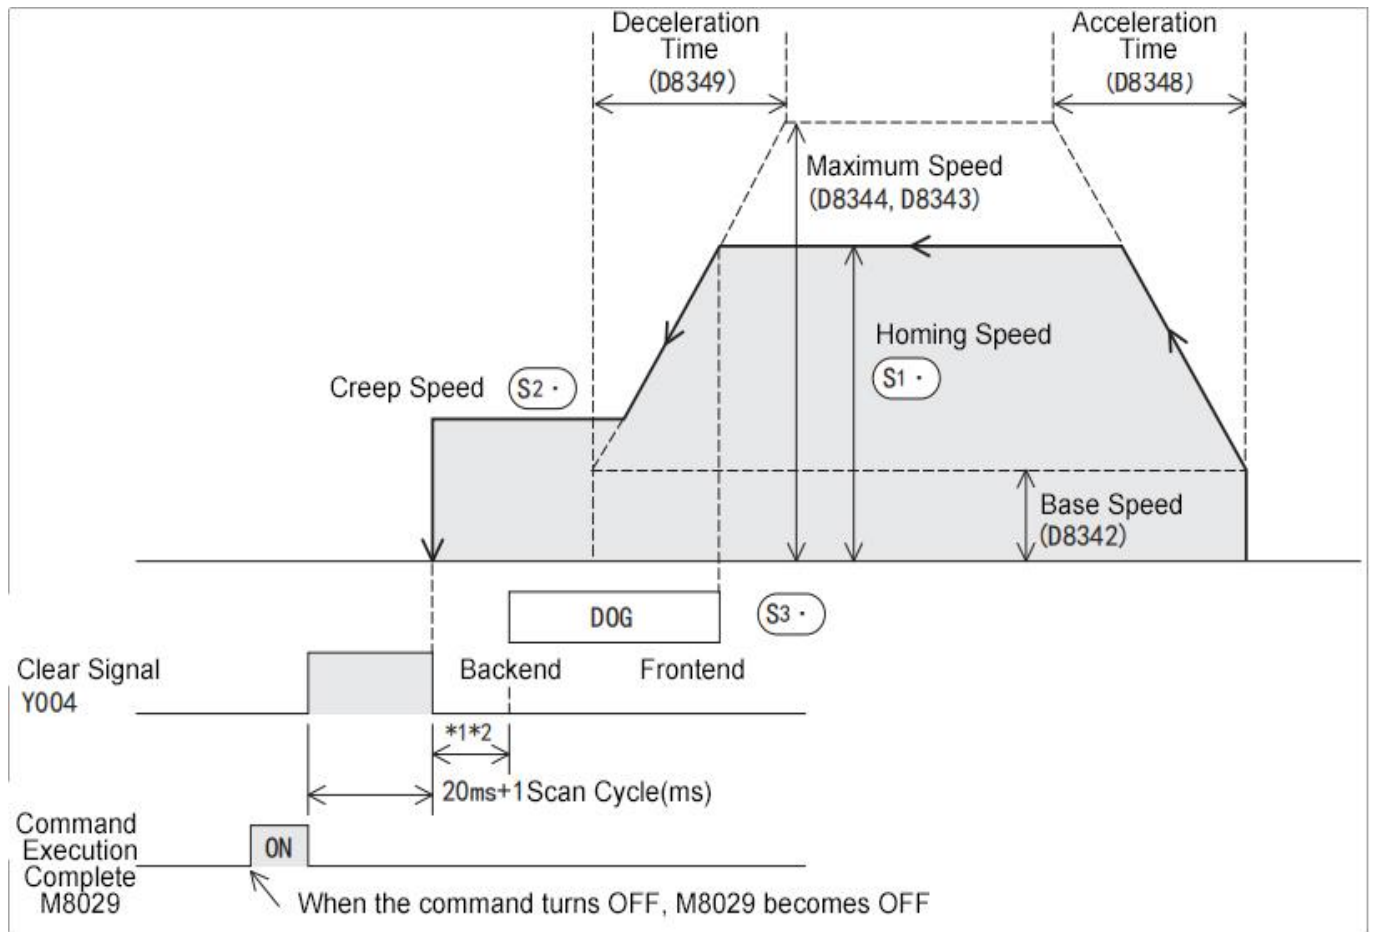 Deceleration
Time
(D8349)
Acceleration
Time
(D8348)
Maximum Speed
(D8344, D8343)
Homing Speed
S1 ·
Creep Speed
S2 ·
Base Speed
(D8342)
DOG
S3 ·
Clear Signal
Y004
Backend
Frontend
*1*2
20ms+1Scan Cycle(ms)
Command
Execution
Complete
M8029
ON
When the command turns OFF, M8029 becomes OFF